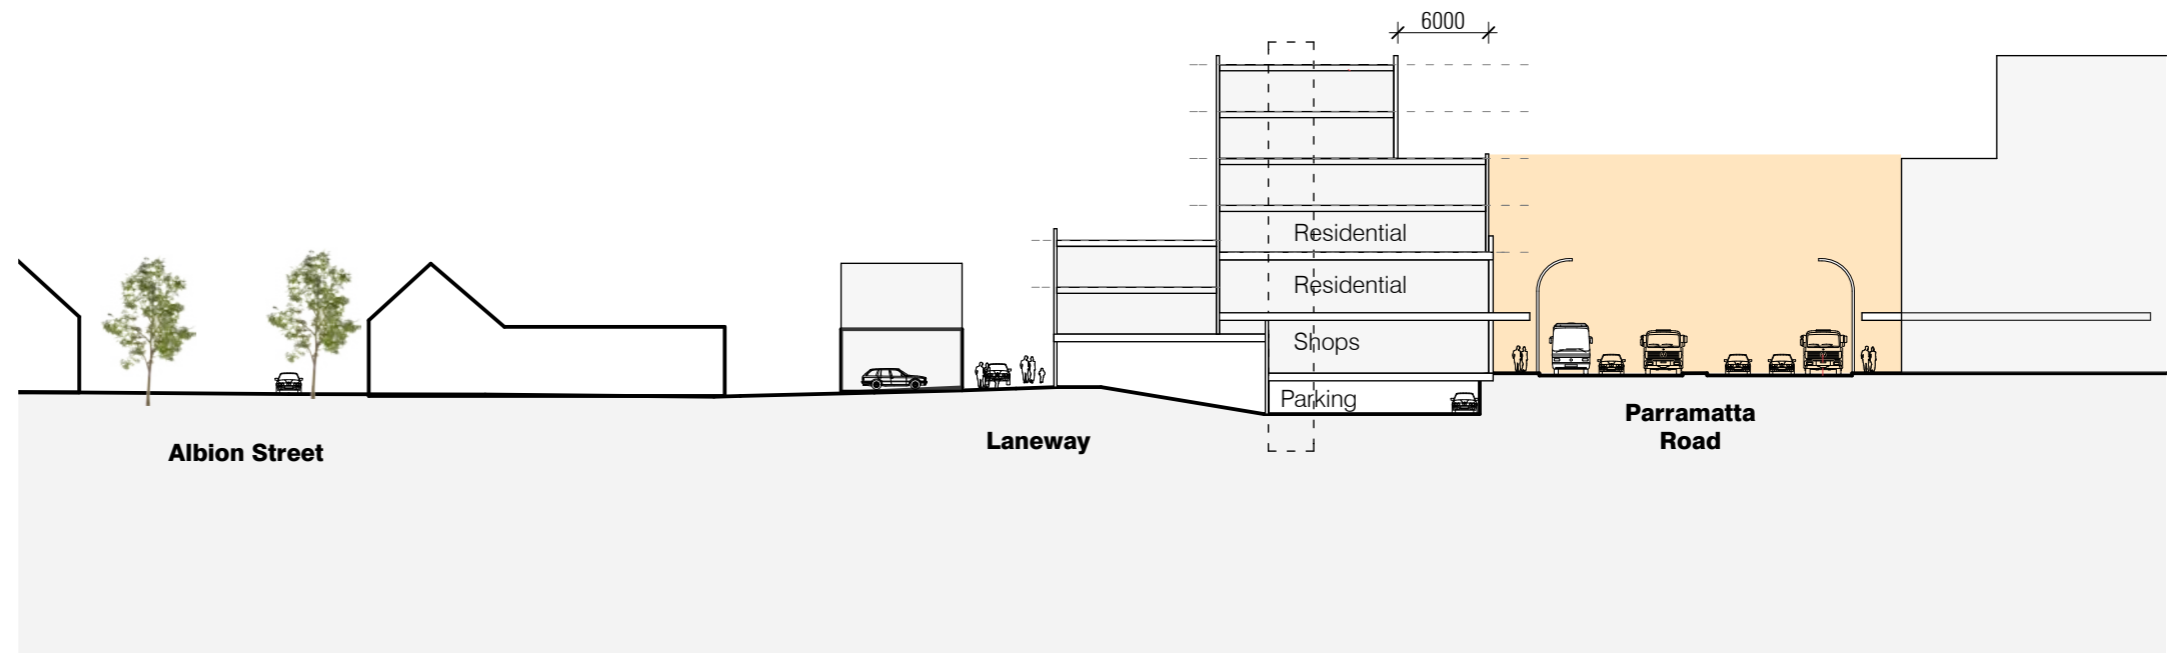 6000
Residential
Residential
Shops
Parking
Albion Street
Laneway
Parramatta
Road